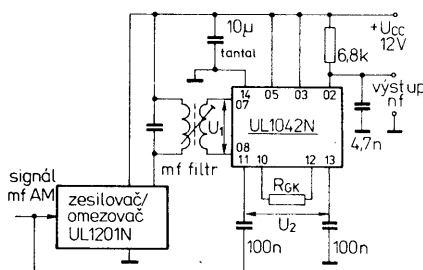 10μ
tantal
+UCC
12V
6,8k
14
05
03
02
07
U1
UL1042N
výstup
nf
4,7n
08
11
10
12
13
mf filtr
signál
mf AM
zesilovač/
omezovač
UL1201N
RGK
U2
100n
100n